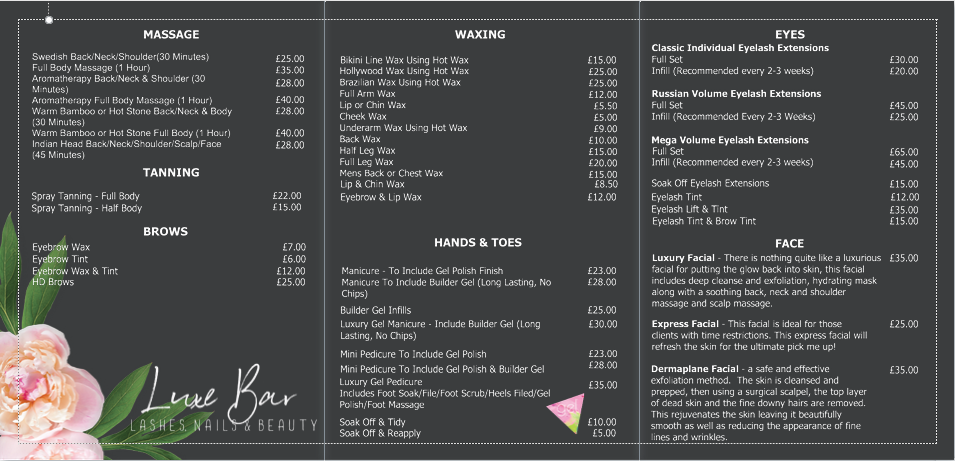 MASSAGE
Swedish Back/Neck/Shoulder(30 Minutes) £25.00
Full Body Massage (1 Hour) £35.00
Aromatherapy Back/Neck & Shoulder (30 £28.00
Minutes)
Aromatherapy Full Body Massage (1 Hour) £40.00
Warm Bamboo or Hot Stone Back/Neck & Body £28.00
(30 Minutes)
Warm Bamboo or Hot Stone Full Body (1 Hour) £40.00
Indian Head Back/Neck/Shoulder/Scalp/Face £28.00
(45 Minutes)
TANNING
Spray Tanning - Full Body £22.00
Spray Tanning - Half Body £15.00
BROWS
Eyebrow Wax £7.00
Eyebrow Tint £6.00
Eyebrow Wax & Tint £12.00
HD Brows £25.00
Luxe Bar
LASHES, NAILS & BEAUTY
WAXING
Bikini Line Wax Using Hot Wax £15.00
Hollywood Wax Using Hot Wax £25.00
Brazilian Wax Using Hot Wax £25.00
Full Arm Wax £12.00
Lip or Chin Wax £5.50
Cheek Wax £5.00
Underarm Wax Using Hot Wax £9.00
Back Wax £10.00
Half Leg Wax £15.00
Full Leg Wax £20.00
Mens Back or Chest Wax £15.00
Lip & Chin Wax £8.50
Eyebrow & Lip Wax £12.00
HANDS & TOES
Manicure - To Include Gel Polish Finish £23.00
Manicure To Include Builder Gel (Long Lasting, No £28.00
Chips)
Builder Gel Infills £25.00
Luxury Gel Manicure - Include Builder Gel (Long £30.00
Lasting, No Chips)
Mini Pedicure To Include Gel Polish £23.00
Mini Pedicure To Include Gel Polish & Builder Gel £28.00
Luxury Gel Pedicure £35.00
Includes Foot Soak/File/Foot Scrub/Heels Filed/Gel
Polish/Foot Massage
Soak Off & Tidy £10.00
Soak Off & Reapply £5.00
EYES
Classic Individual Eyelash Extensions
Full Set £30.00
Infill (Recommended every 2-3 weeks) £20.00
Russian Volume Eyelash Extensions
Full Set £45.00
Infill (Recommended Every 2-3 Weeks) £25.00
Mega Volume Eyelash Extensions
Full Set £65.00
Infill (Recommended every 2-3 weeks) £45.00
Soak Off Eyelash Extensions £15.00
Eyelash Tint £12.00
Eyelash Lift & Tint £35.00
Eyelash Tint & Brow Tint £15.00
FACE
Luxury Facial - There is nothing quite like a luxurious £35.00
facial for putting the glow back into skin, this facial
includes deep cleanse and exfoliation, hydrating mask
along with a soothing back, neck and shoulder
massage and scalp massage.
Express Facial - This facial is ideal for those £25.00
clients with time restrictions. This express facial will
refresh the skin for the ultimate pick me up!
Dermaplane Facial - a safe and effective £35.00
exfoliation method. The skin is cleansed and
prepped, then using a surgical scalpel, the top layer
of dead skin and the fine downy hairs are removed.
This rejuvenates the skin leaving it beautifully
smooth as well as reducing the appearance of fine
lines and wrinkles.